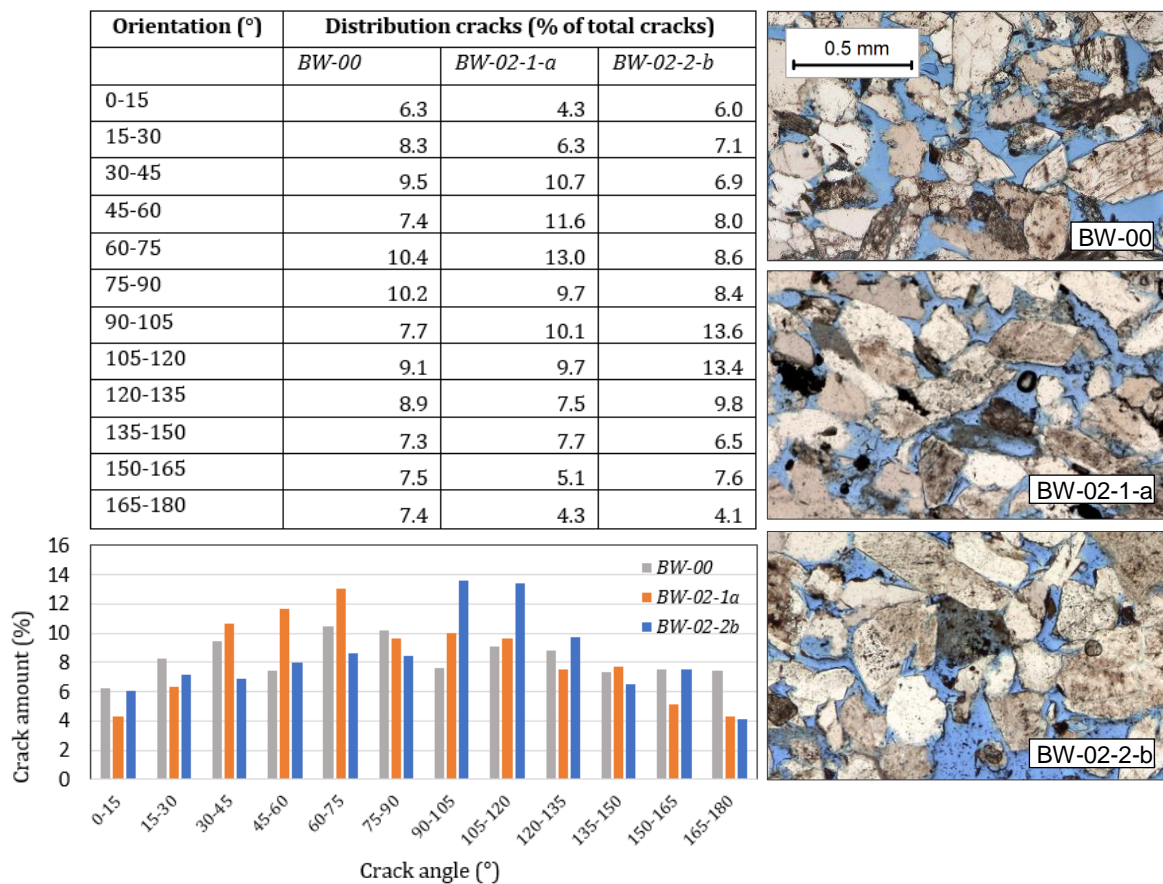 Orientation (°) Distribution cracks (% of total cracks)
BW-00 BW-02-1-a BW-02-2-b
0-15 6.3 4.3 6.0
15-30 8.3 6.3 7.1
30-45 9.5 10.7 6.9
45-60 7.4 11.6 8.0
60-75 10.4 13.0 8.6
75-90 10.2 9.7 8.4
90-105 7.7 10.1 13.6
105-120 9.1 9.7 13.4
120-135 8.9 7.5 9.8
135-150 7.3 7.7 6.5
150-165 7.5 5.1 7.6
165-180 7.4 4.3 4.1
0.5 mm
BW-00
BW-02-1-a
BW-02-2-b
Crack amount (%)
16
14
12
10
8
6
4
2
0
BW-00
BW-02-1a
BW-02-2b
0-15 15-30 30-45 45-60 60-75 75-90 90-105 105-120 120-135 135-150 150-165 165-180
Crack angle (°)